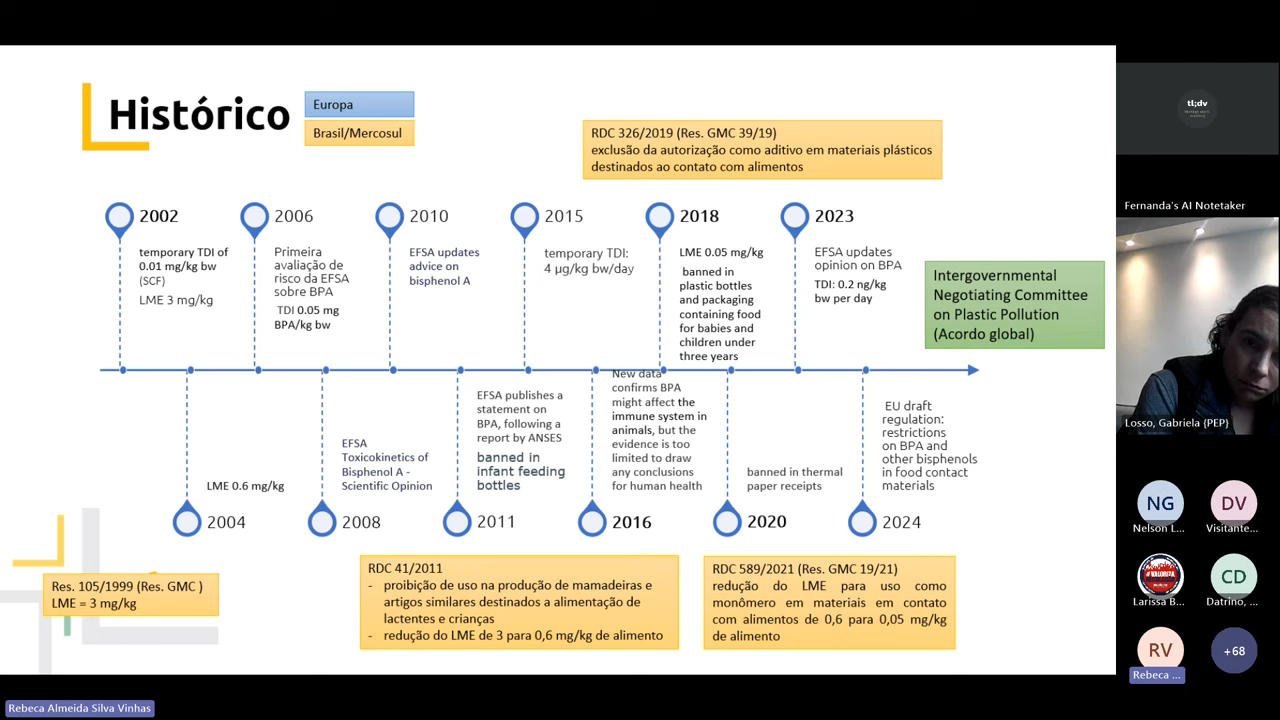 Histórico
Europa
Brasil/Mercosul
RDC 326/2019 (Res. GMC 39/19)
exclusão da autorização como aditivo em materiais plásticos
destinados ao contato com alimentos
2002
temporary TDI of
0.01 mg/kg bw
(SCF)
LME 3 mg/kg
2006
Primeira
avaliação de
risco da EFSA
sobre BPA
TDI 0.05 mg
BPA/kg bw
2010
EFSA updates
advice on
bisphenol A
2015
temporary TDI:
4 µg/kg bw/day
2018
LME 0.05 mg/kg
banned in
plastic bottles
and packaging
containing food
for babies and
children under
three years
2023
EFSA updates
opinion on BPA
TDI: 0.2 ng/kg
bw per day
Intergovernmental
Negotiating Committee
on Plastic Pollution
(Acordo global)
LME 0.6 mg/kg
2004
EFSA
Toxicokinetics of
Bisphenol A -
Scientific Opinion
2008
EFSA publishes a
statement on
BPA, following a
report by ANSES
banned in
infant feeding
bottles
2011
New data
confirms BPA
might affect the
immune system in
animals, but the
evidence is too
limited to draw
any conclusions
for human health
2016
banned in thermal
paper receipts
2020
EU draft
regulation:
restrictions
on BPA and
other bisphenols
in food contact
materials
2024
Res. 105/1999 (Res. GMC )
LME = 3 mg/kg
RDC 41/2011
- proibição de uso na produção de mamadeiras e
artigos similares destinados a alimentação de
lactentes e crianças
- redução do LME de 3 para 0,6 mg/kg de alimento
RDC 589/2021 (Res. GMC 19/21)
redução do LME para uso como
monômero em materiais em contato
com alimentos de 0,6 para 0,05 mg/kg
de alimento
tl;dv
Fernanda's AI Notetaker
Losso, Gabriela (PEP)
NG
DV
Nelson L...
Visitante...
CD
Larissa B...
Datrino, ...
RV
+68
Rebeca ...
Rebeca Almeida Silva Vinhas